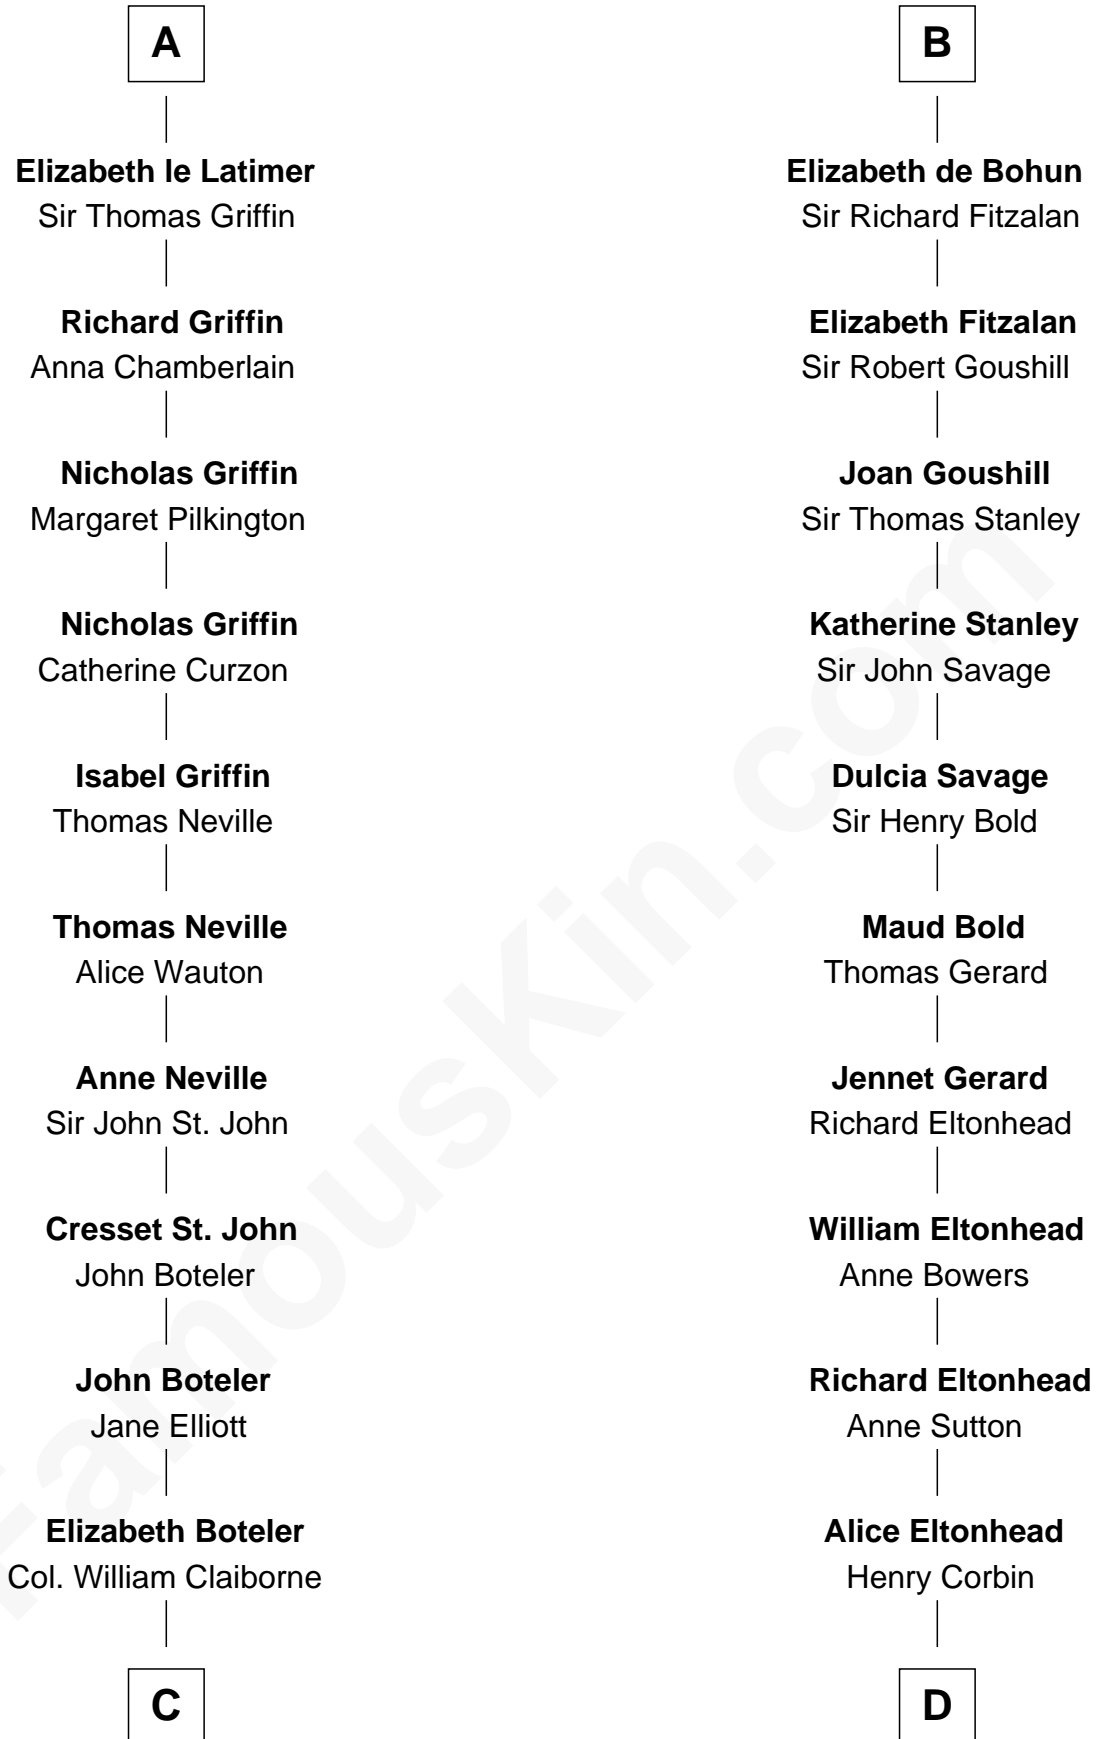 A
Elizabeth le Latimer
Sir Thomas Griffin
Richard Griffin
Anna Chamberlain
Nicholas Griffin
Margaret Pilkington
Nicholas Griffin
Catherine Curzon
Isabel Griffin
Thomas Neville
Thomas Neville
Alice Wauton
Anne Neville
Sir John St. John
Cresset St. John
John Boteler
John Boteler
Jane Elliott
Elizabeth Boteler
Col. William Claiborne
C
B
Elizabeth de Bohun
Sir Richard Fitzalan
Elizabeth Fitzalan
Sir Robert Goushill
Joan Goushill
Sir Thomas Stanley
Katherine Stanley
Sir John Savage
Dulcia Savage
Sir Henry Bold
Maud Bold
Thomas Gerard
Jennet Gerard
Richard Eltonhead
William Eltonhead
Anne Bowers
Richard Eltonhead
Anne Sutton
Alice Eltonhead
Henry Corbin
D
FamousKin.com